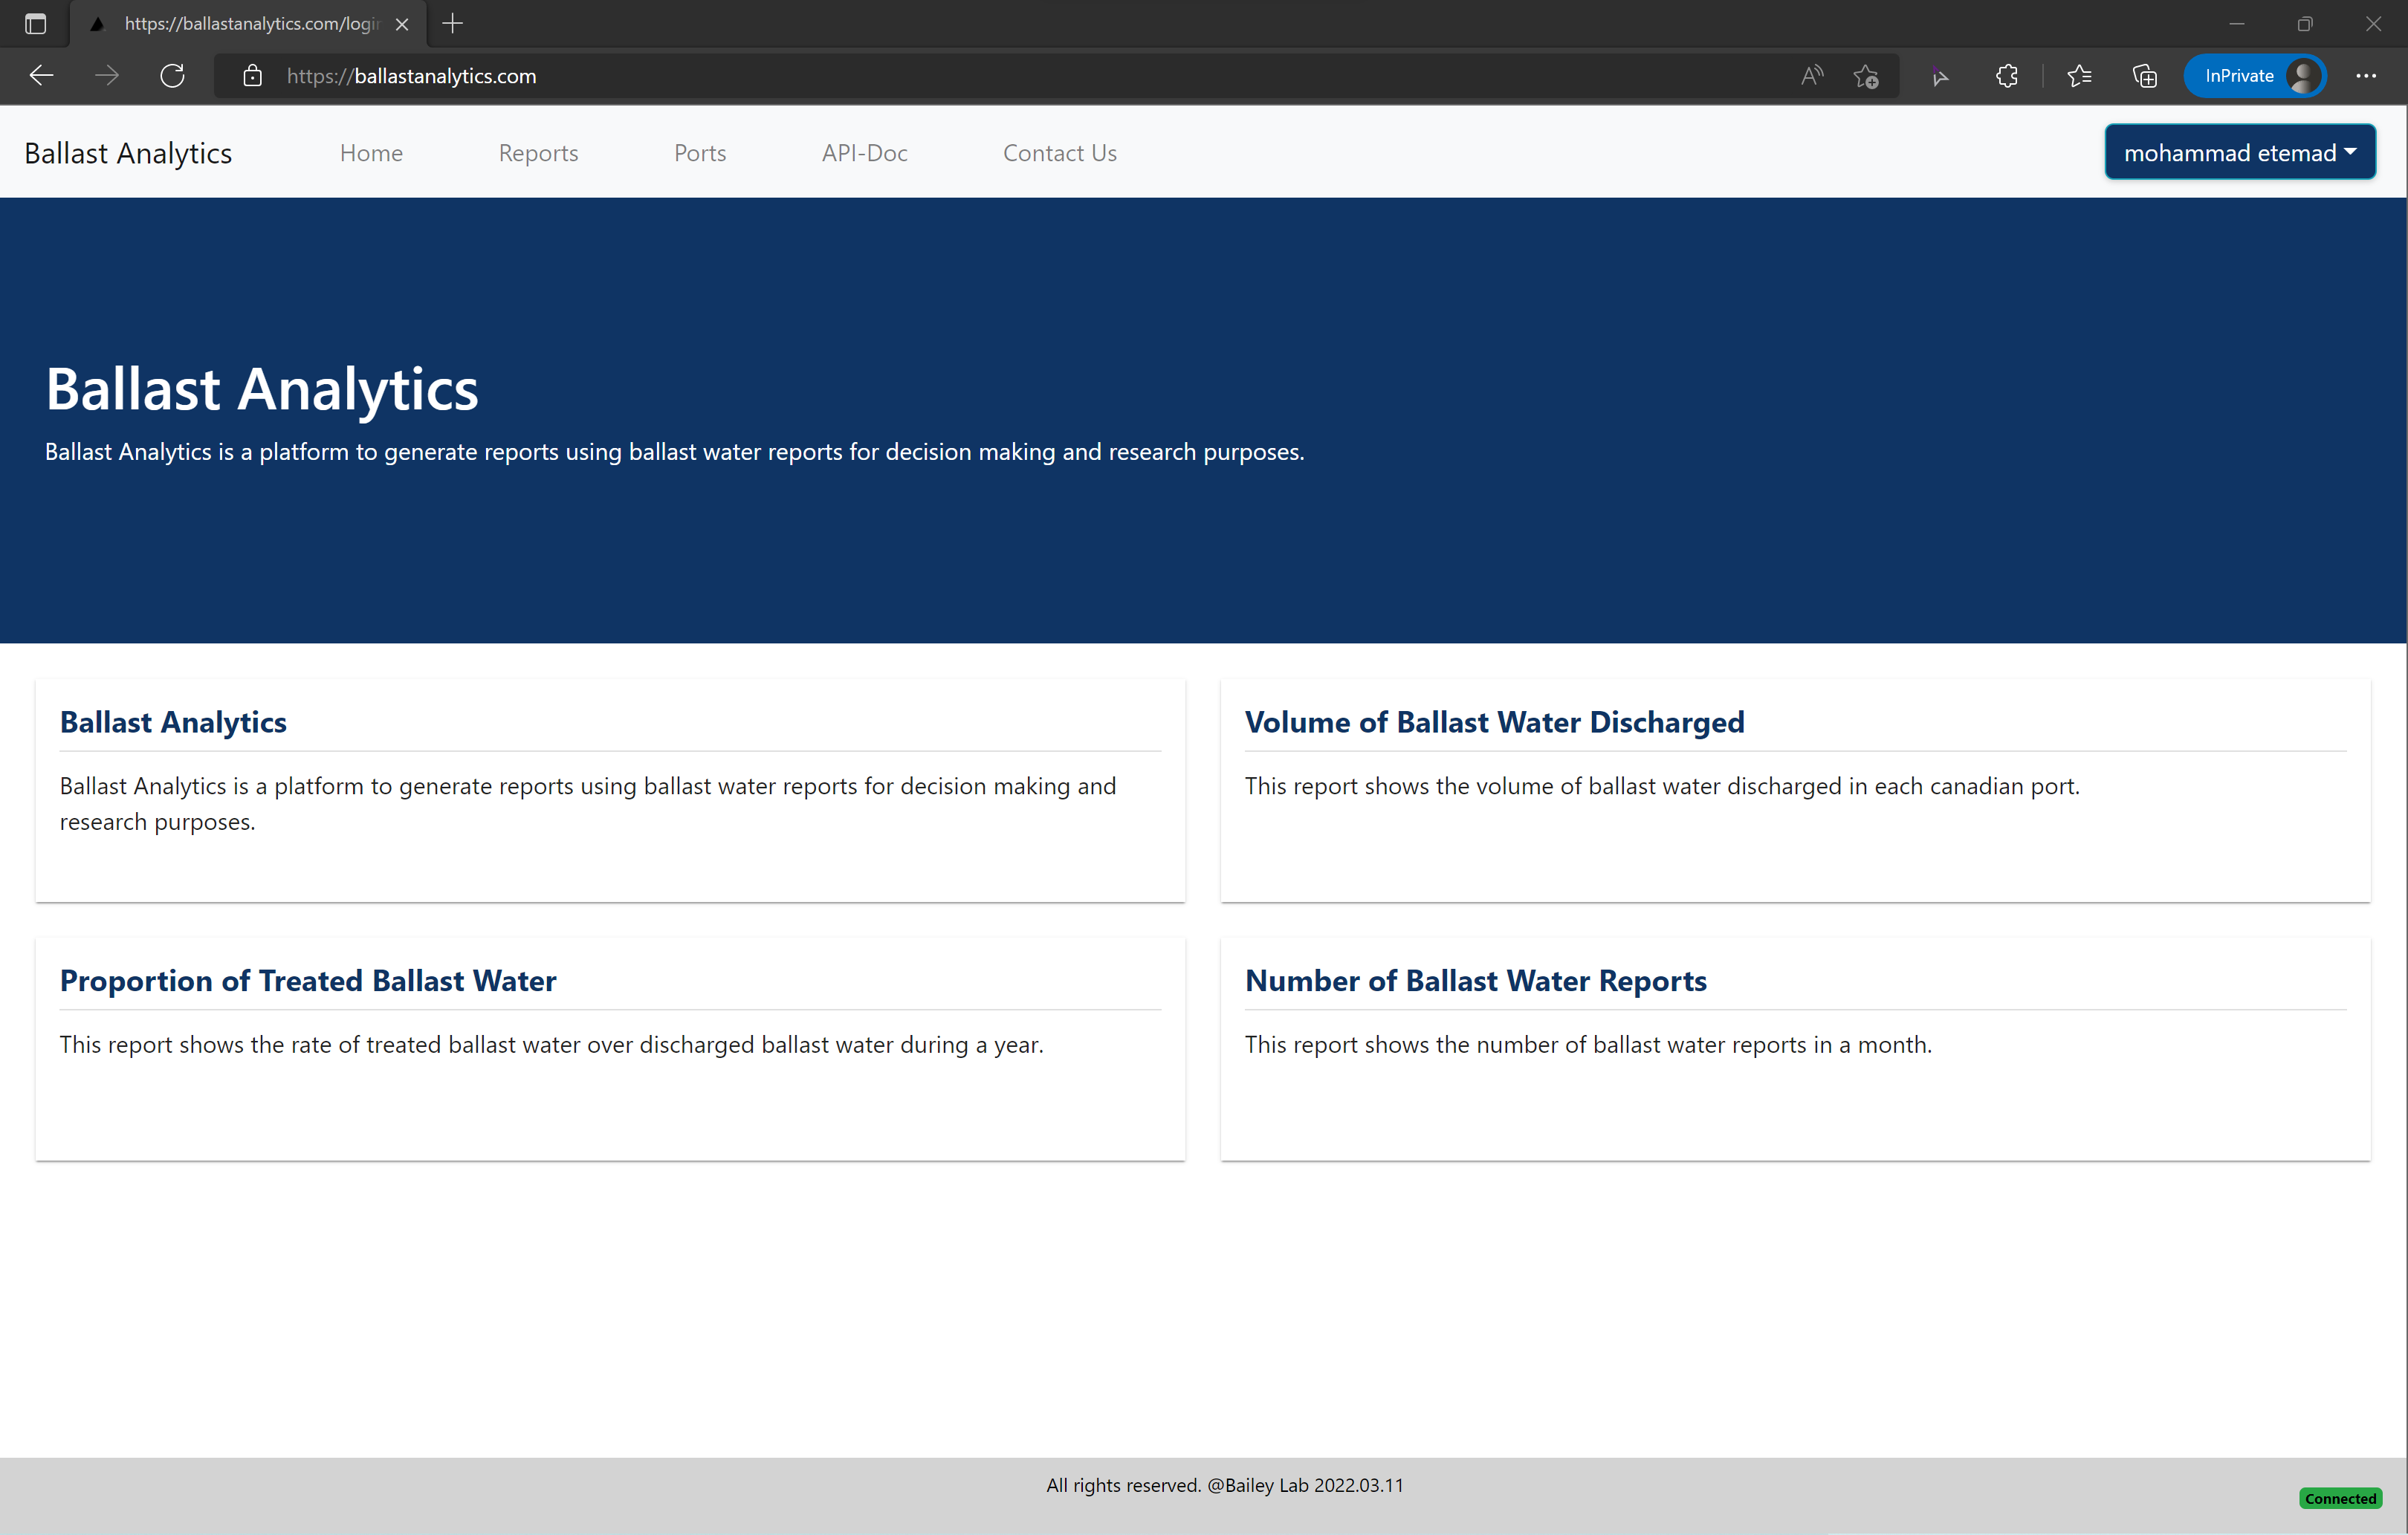 https://ballastanalytics.com/login
https://ballastanalytics.com
InPrivate
Ballast Analytics
Home
Reports
Ports
API-Doc
Contact Us
mohammad etemad
Ballast Analytics
Ballast Analytics is a platform to generate reports using ballast water reports for decision making and research purposes.
Ballast Analytics
Ballast Analytics is a platform to generate reports using ballast water reports for decision making and
research purposes.
Volume of Ballast Water Discharged
This report shows the volume of ballast water discharged in each canadian port.
Proportion of Treated Ballast Water
This report shows the rate of treated ballast water over discharged ballast water during a year.
Number of Ballast Water Reports
This report shows the number of ballast water reports in a month.
All rights reserved. @Bailey Lab 2022.03.11
Connected